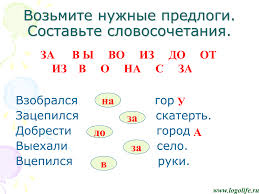 Возьмите нужные предлоги.
Составьте словосочетания.
ЗА В Ы ВО ИЗ ДО ОТ
ИЗ В О НА С ЗА
Взобрался на гор У
Зацепился за скатерть.
Добрести до город А
Выехали за село.
Вцепился в руки.
www.logolife.ru